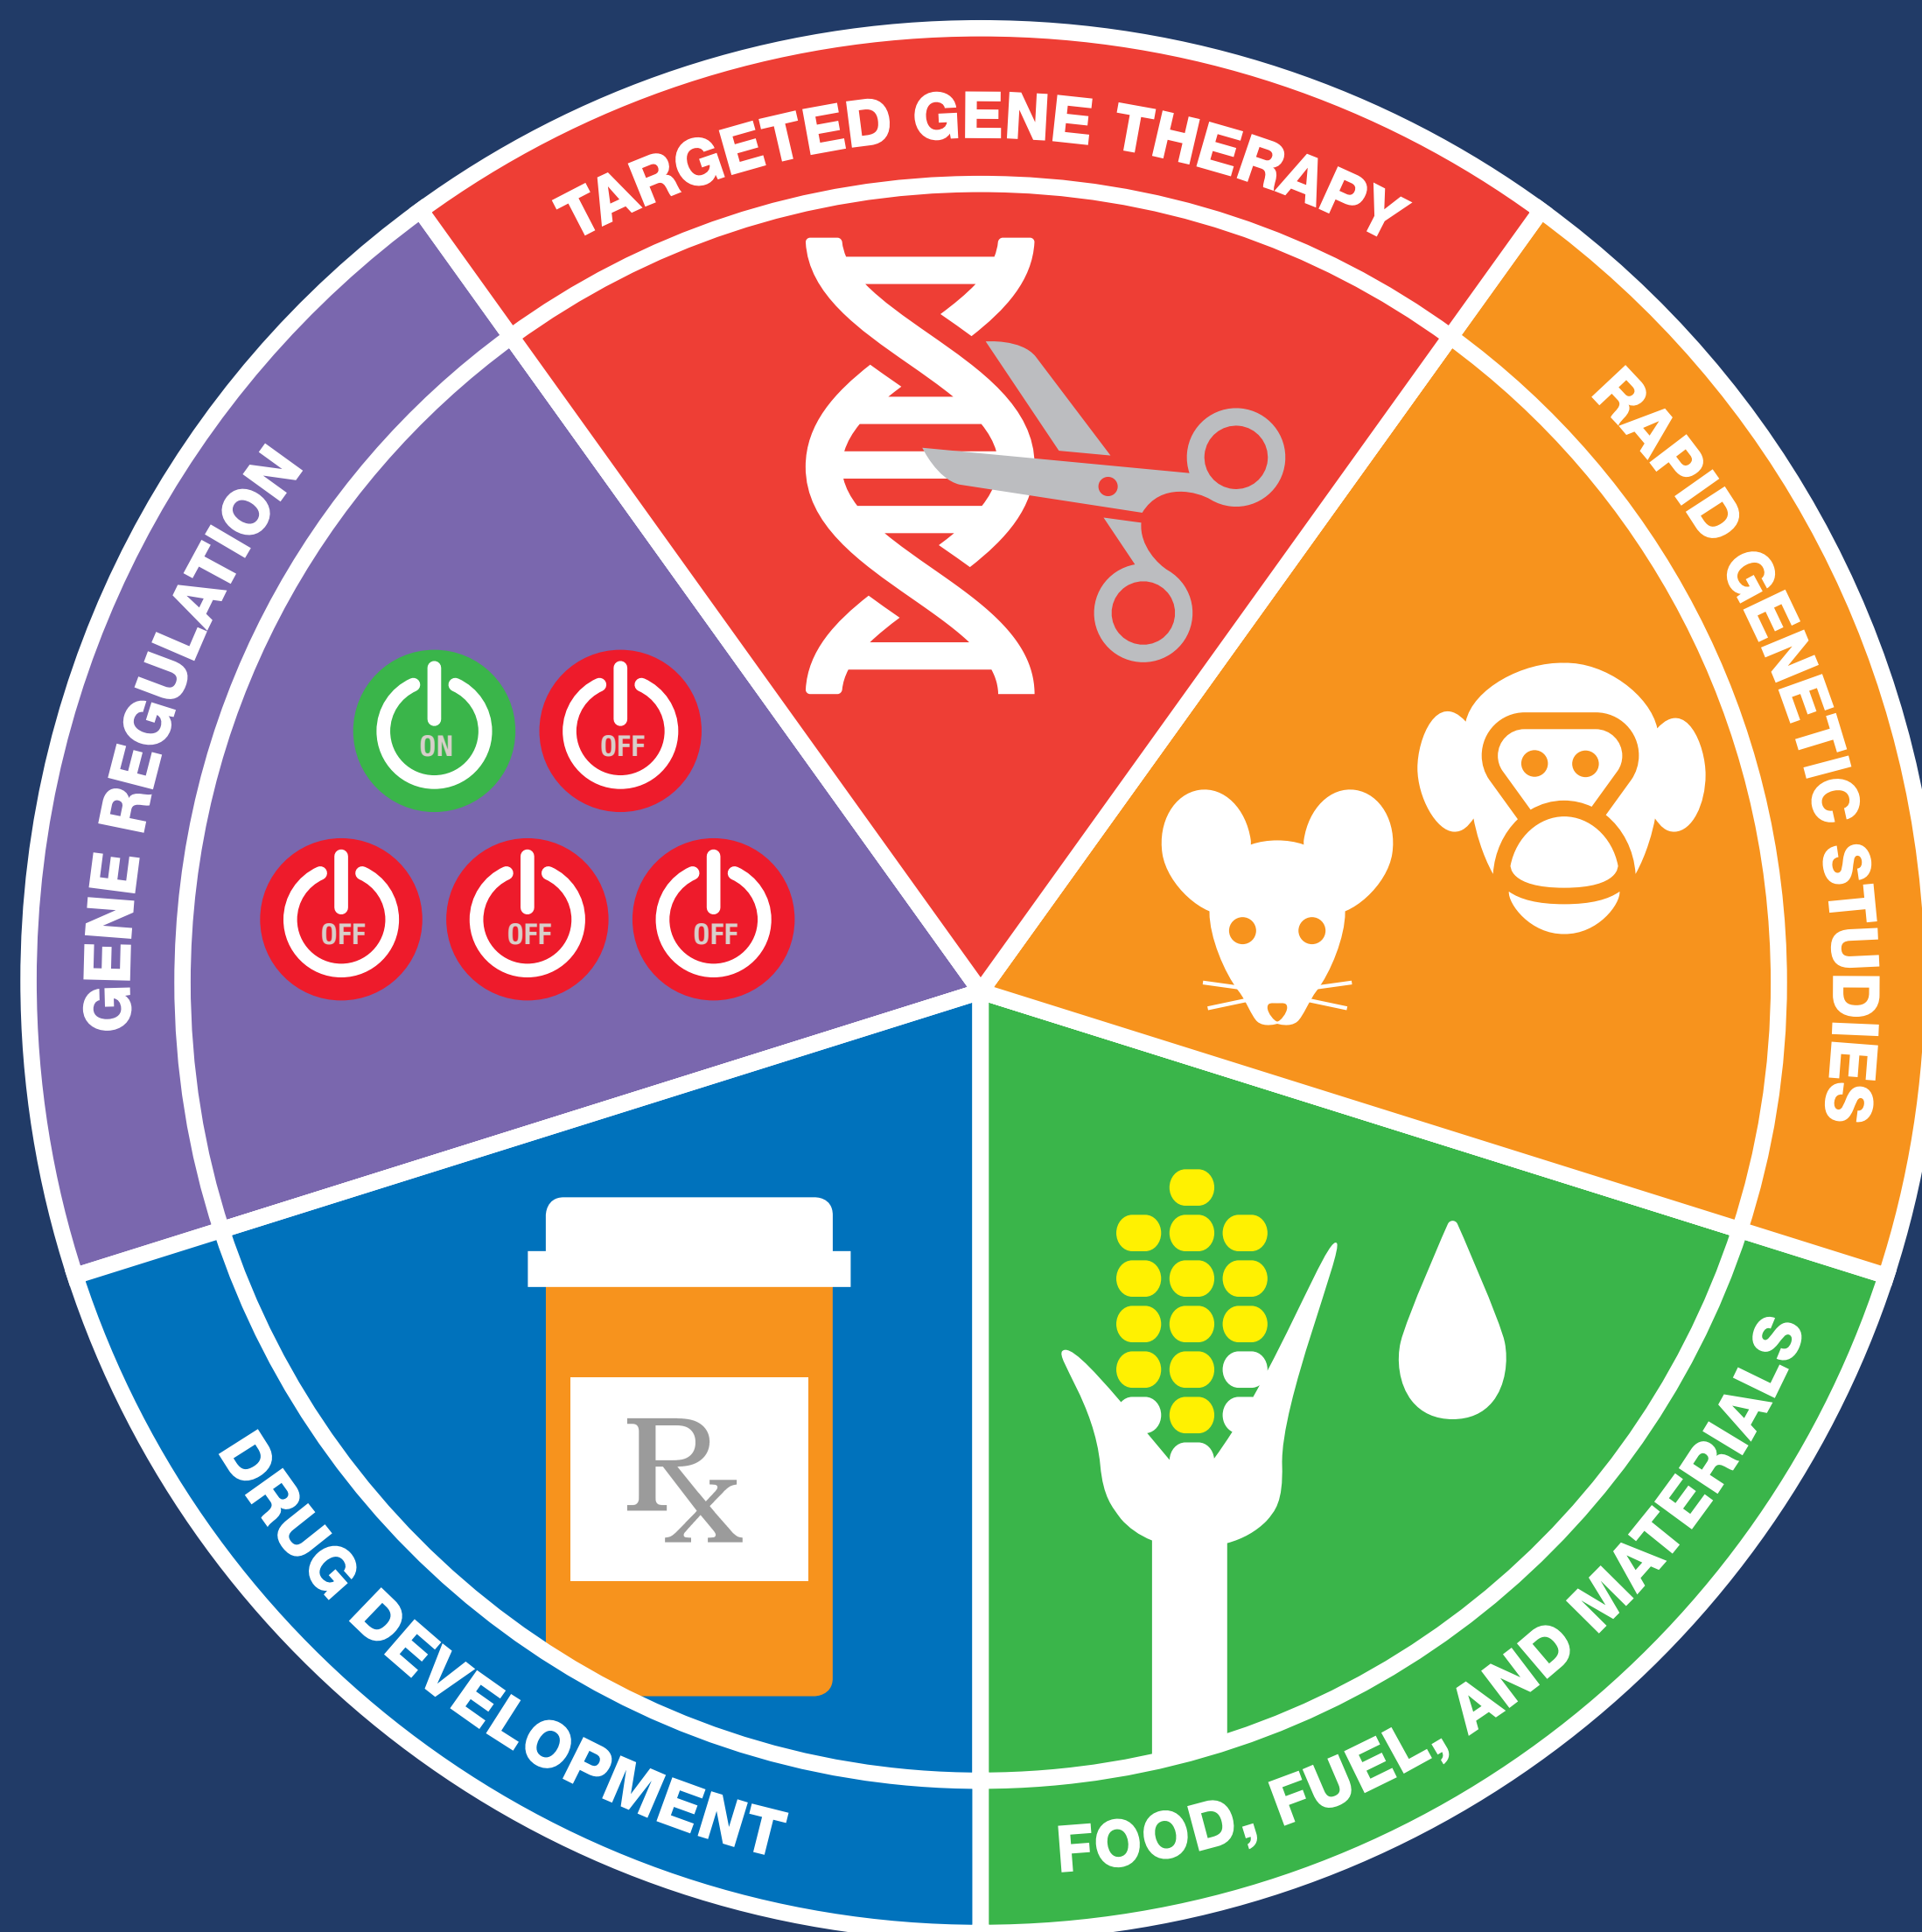 TARGETED GENE THERAPY
RAPID GENETIC STUDIES
GENE REGULATION
ON
OFF
OFF
OFF
OFF
DRUG DEVELOPMENT
Rx
FOOD, FUEL, AND MATERIALS